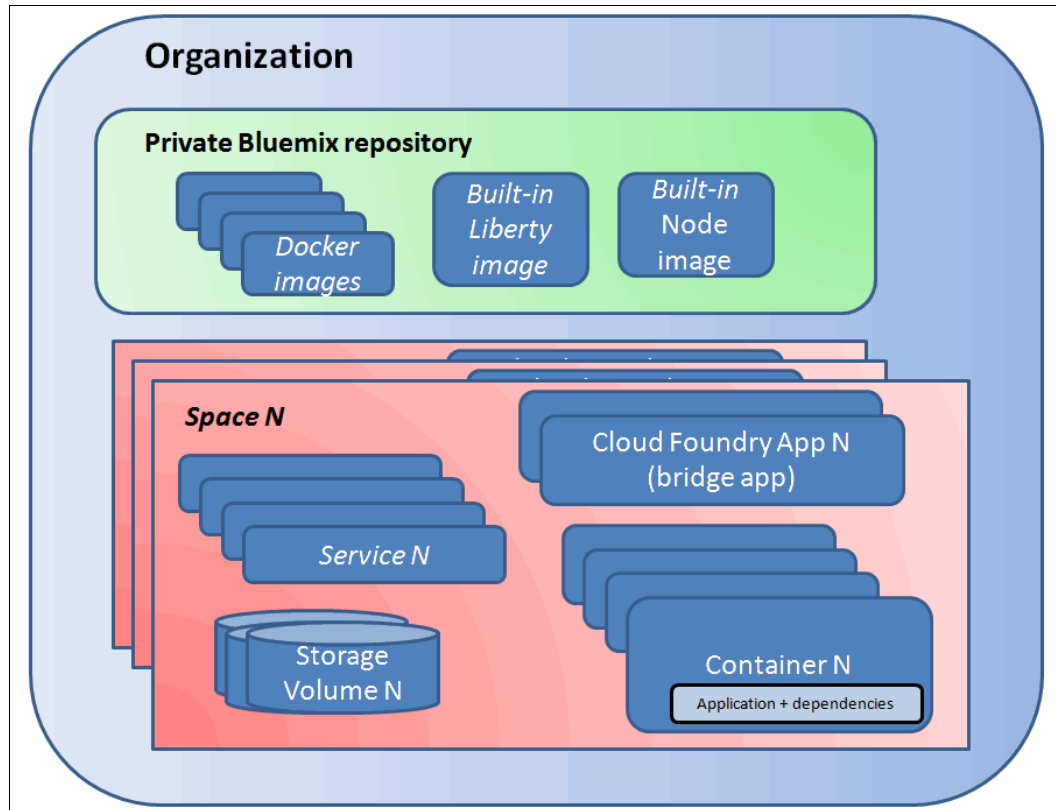 Organization
Private Bluemix repository
Docker
images
Built-in
Liberty
image
Built-in
Node
image
Space N
Cloud Foundry App N
(bridge app)
Service N
Storage
Volume N
Container N
Application + dependencies